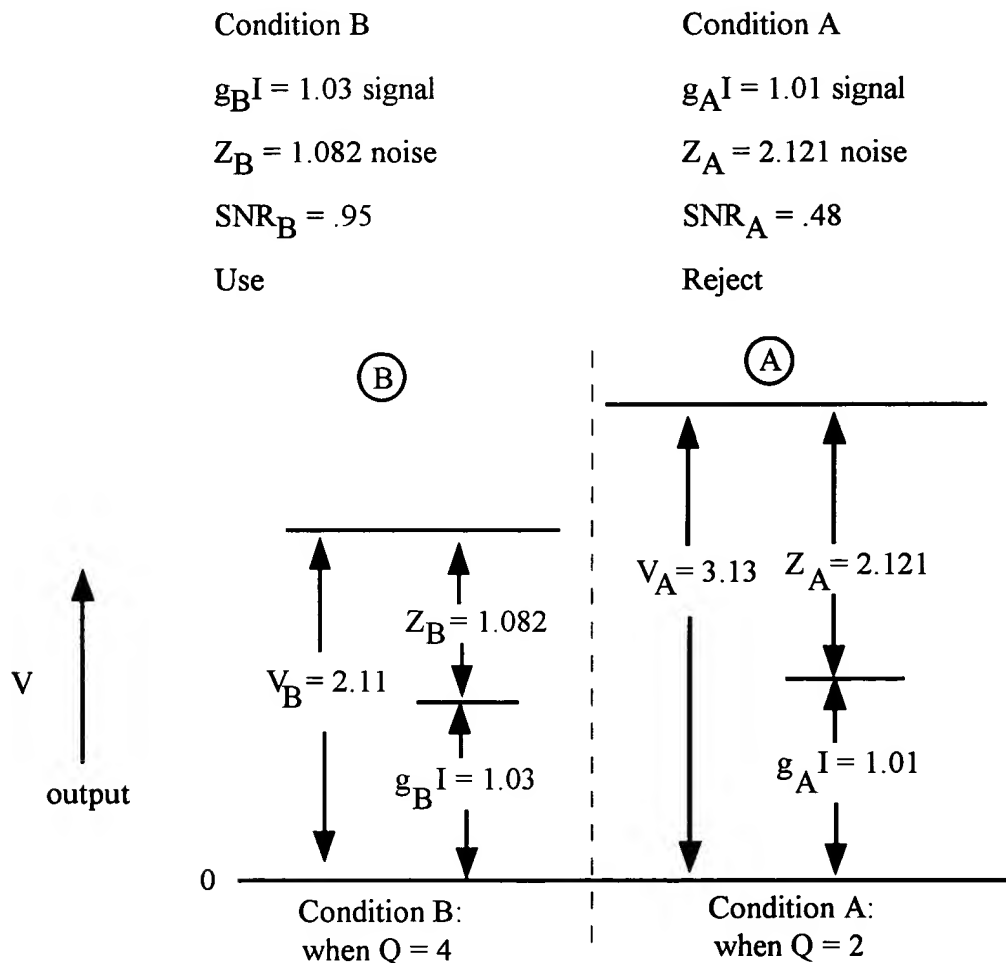 Condition B
g_B I = 1.03 signal
Z_B = 1.082 noise
SNR_B = .95
Use
Condition A
g_A I = 1.01 signal
Z_A = 2.121 noise
SNR_A = .48
Reject
B
A
V_B = 2.11
Z_B = 1.082
g_B I = 1.03
V_A = 3.13
Z_A = 2.121
g_A I = 1.01
V
output
0
Condition B:
when Q = 4
Condition A:
when Q = 2